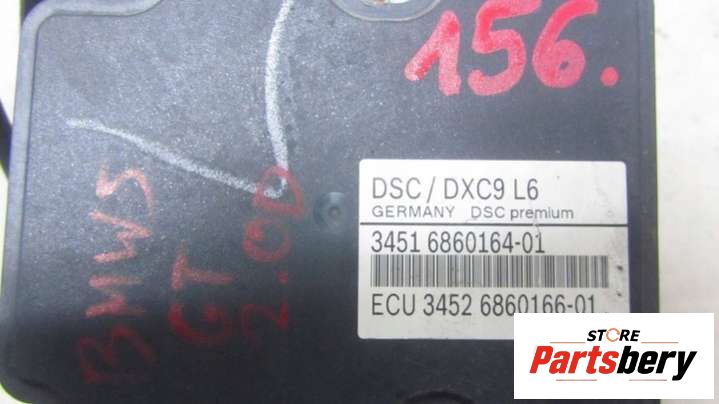 156.
DSC / DXC9 L6
GERMANY DSC premium
3451 6860164-01
ECU 3452 6860166-01
BMW5
GT
2.0D
STORE
Partsbery